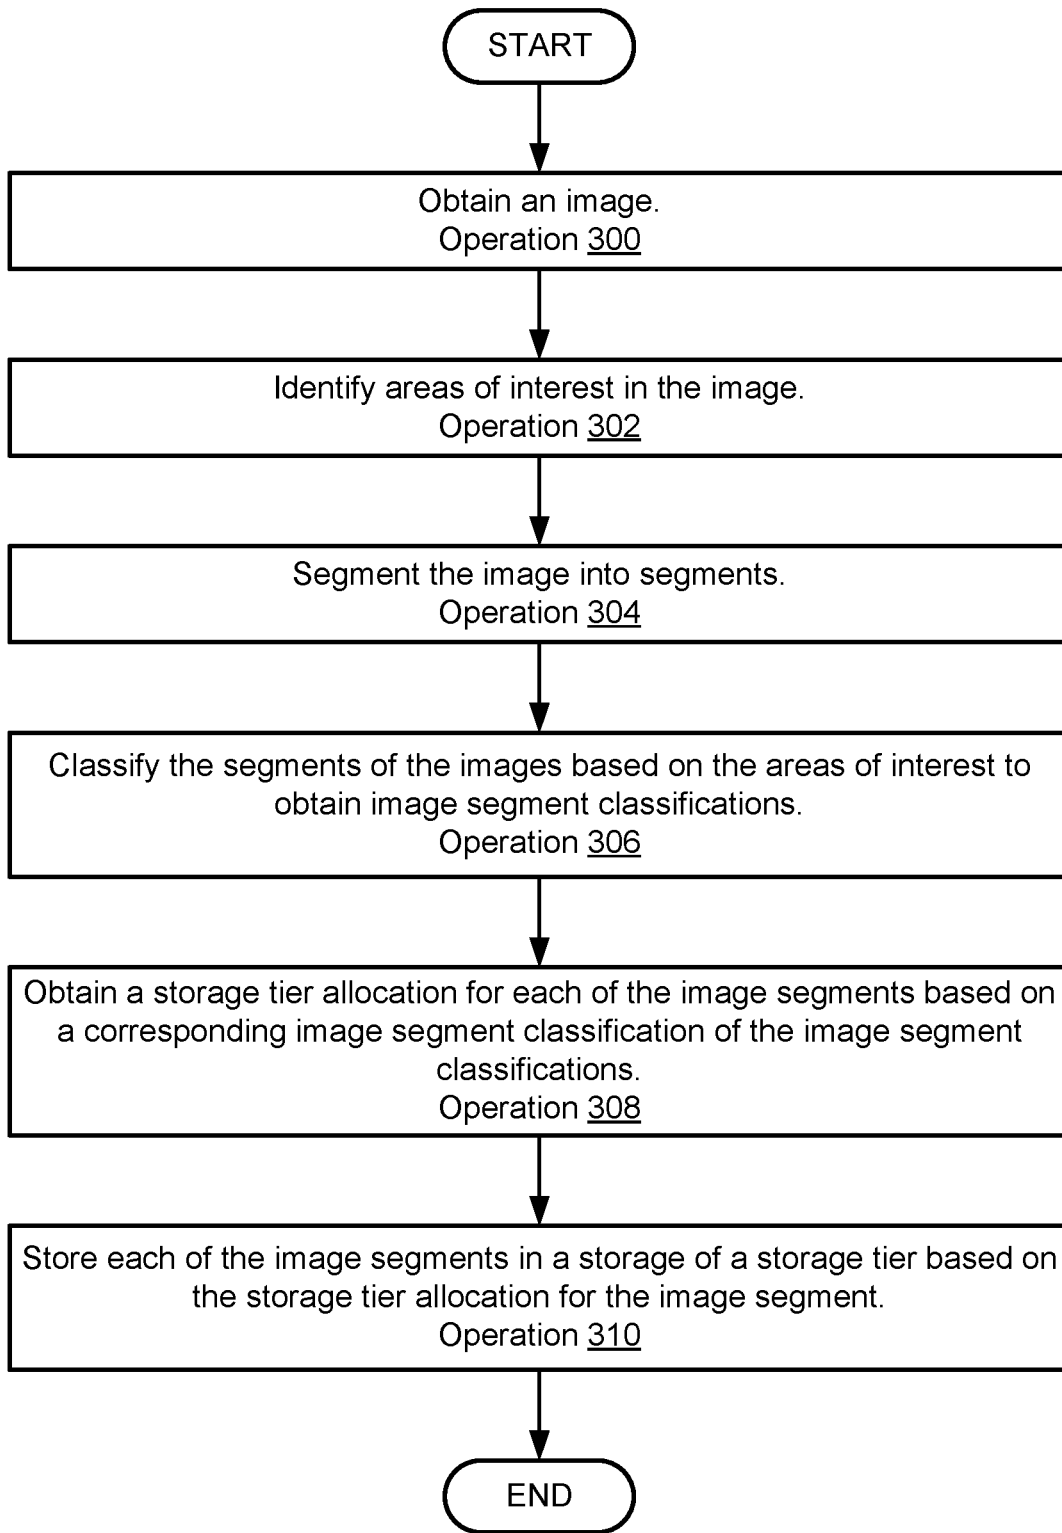 START
Obtain an image.
Operation 300
Identify areas of interest in the image.
Operation 302
Segment the image into segments.
Operation 304
Classify the segments of the images based on the areas of interest to
obtain image segment classifications.
Operation 306
Obtain a storage tier allocation for each of the image segments based on
a corresponding image segment classification of the image segment
classifications.
Operation 308
Store each of the image segments in a storage of a storage tier based on
the storage tier allocation for the image segment.
Operation 310
END